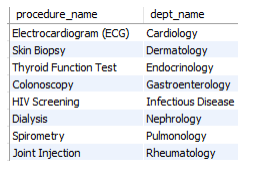 procedure_name dept_name
Electrocardiogram (ECG) Cardiology
Skin Biopsy Dermatology
Thyroid Function Test Endocrinology
Colonoscopy Gastroenterology
HIV Screening Infectious Disease
Dialysis Nephrology
Spirometry Pulmonology
Joint Injection Rheumatology